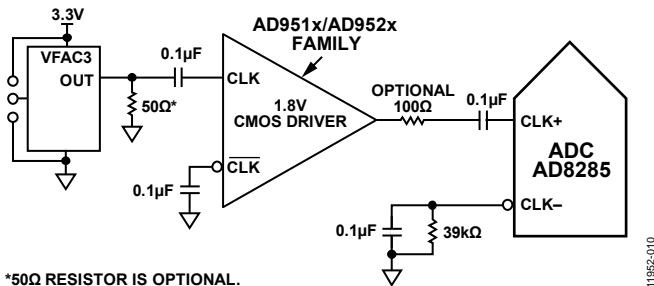 3.3V
VFAC3
OUT
0.1µF
50Ω*
AD951x/AD952x
FAMILY
CLK
1.8V
CMOS DRIVER
CLK
0.1µF
OPTIONAL
100Ω
0.1µF
CLK+
ADC
AD8285
CLK–
0.1µF
39kΩ
*50Ω RESISTOR IS OPTIONAL.
11952-010